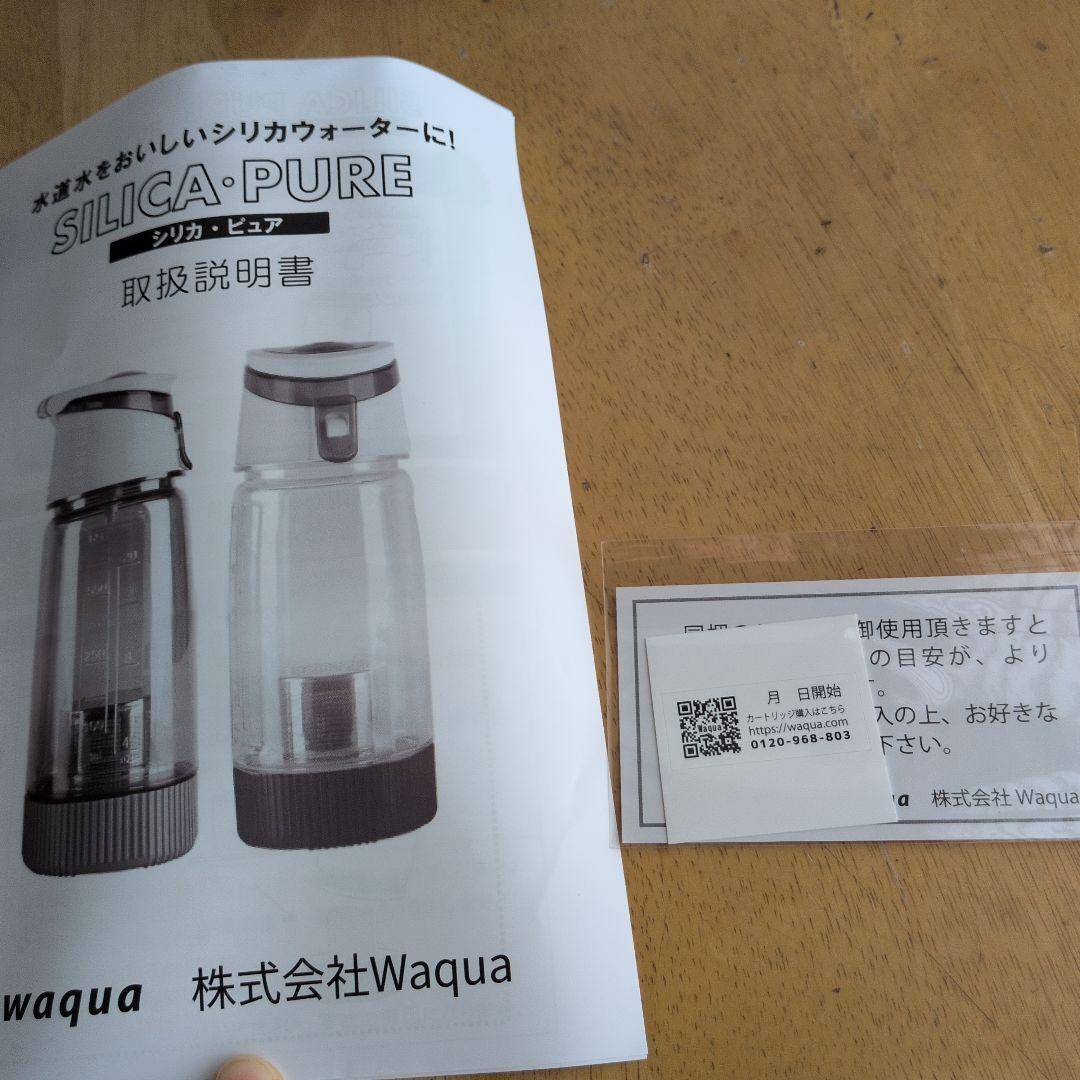 水道水をおいしいシリカウォーターに!
SILICA・PURE
シリカ・ピュア
取扱説明書
waqua 株式会社Waqua
御使用頂きますと
の目安が、より
入の上、お好きな
下さい。
株式会社 Waqua
月 日開始
カートリッジ購入はこちら
https://waqua.com
0120-968-803
Waqua